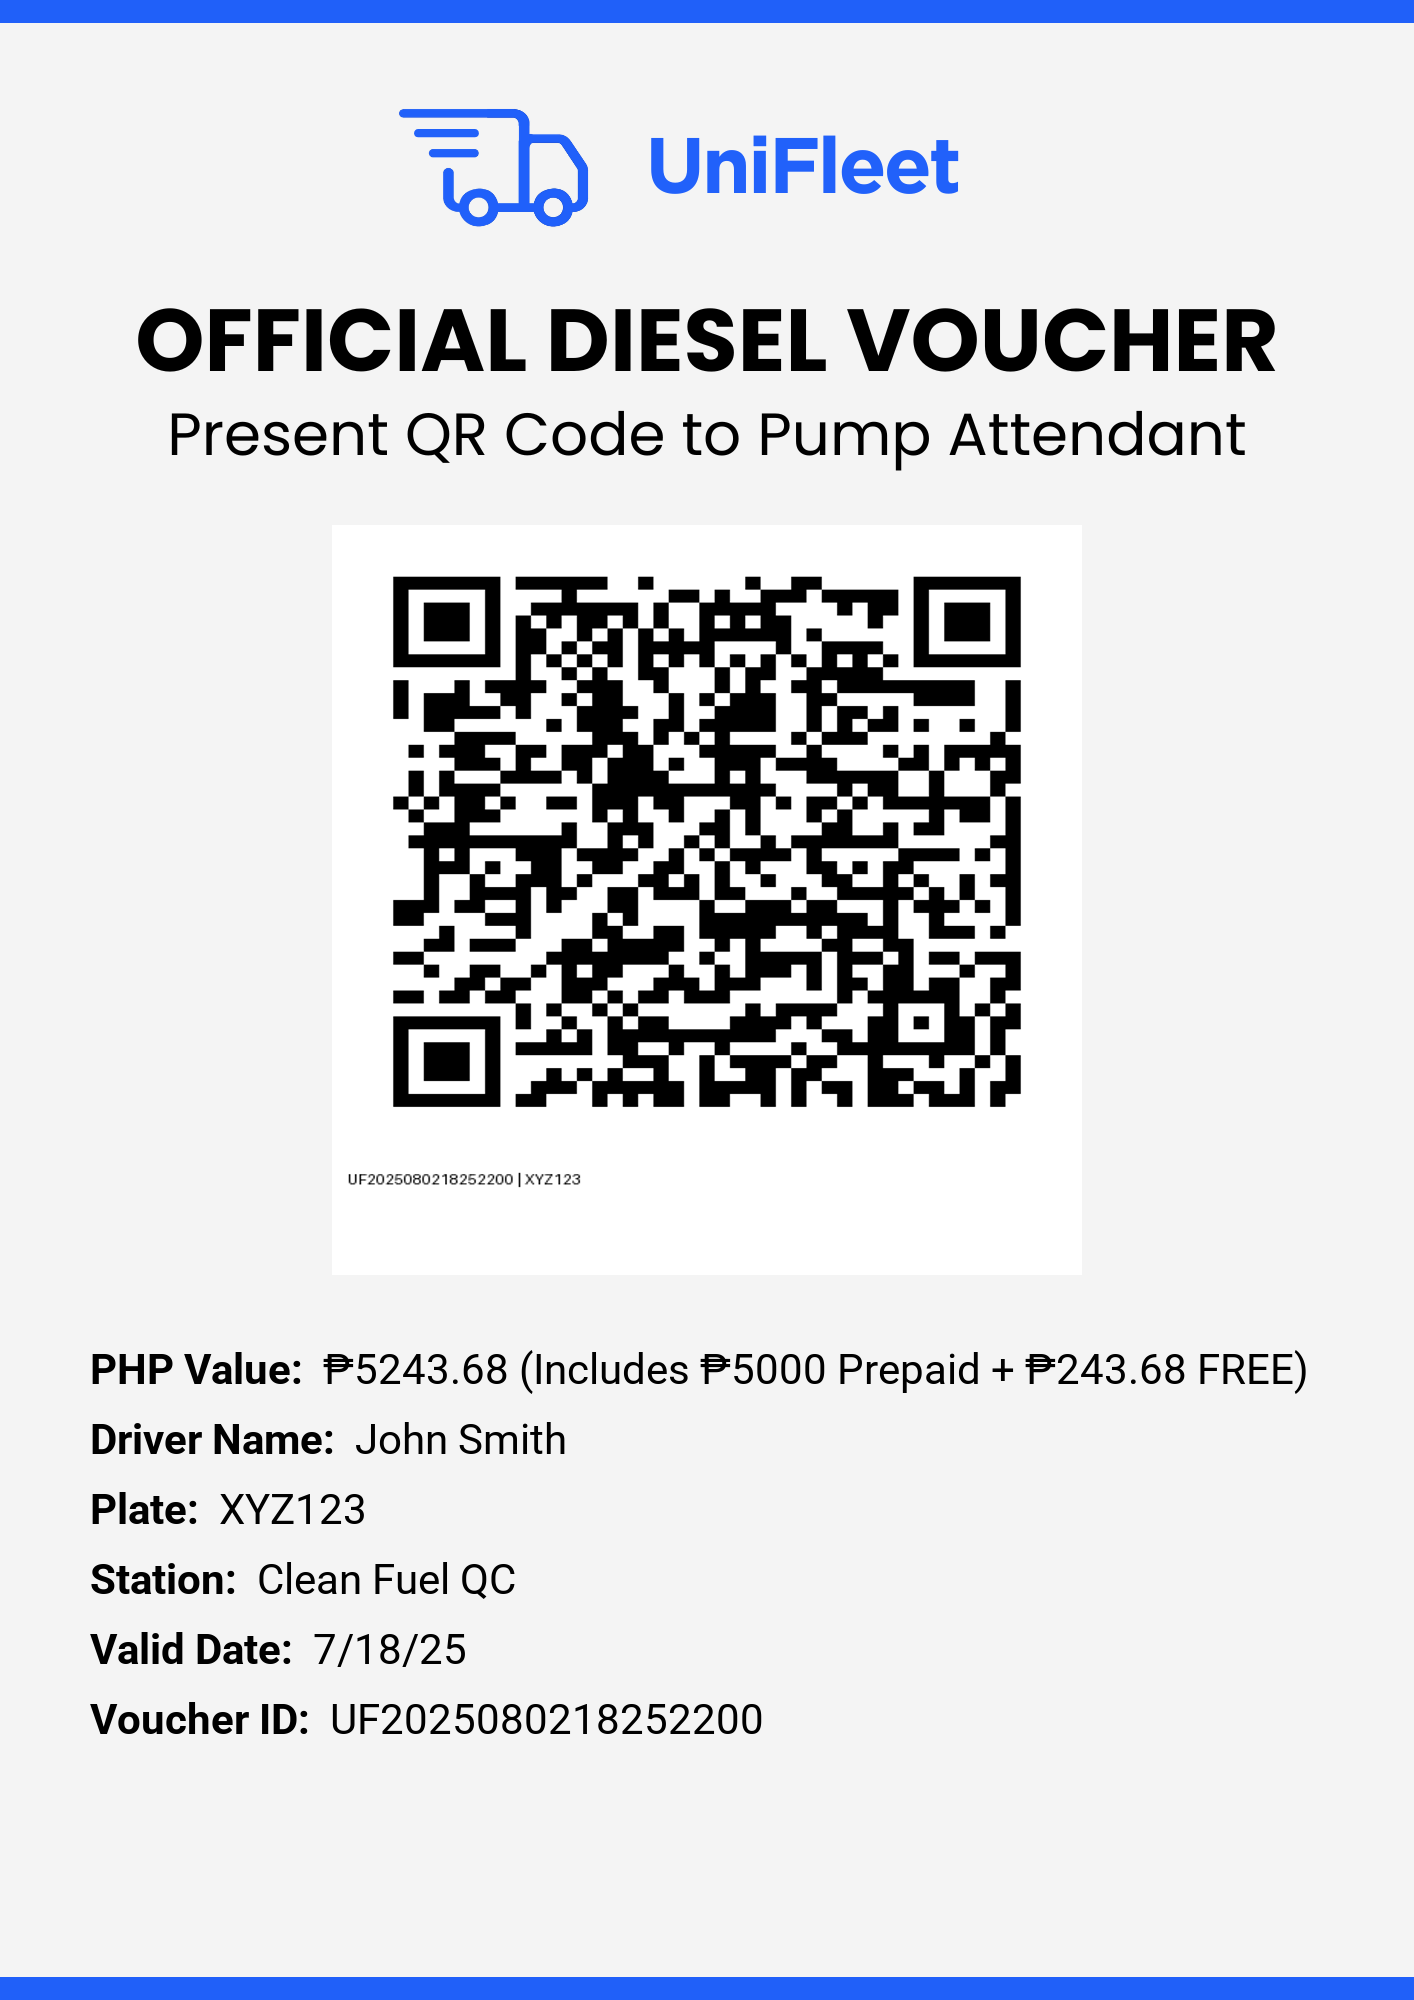 UniFleet
OFFICIAL DIESEL VOUCHER
Present QR Code to Pump Attendant
UF2025080218252200 | XYZ123
PHP Value: ₱5243.68 (Includes ₱5000 Prepaid + ₱243.68 FREE)
Driver Name: John Smith
Plate: XYZ123
Station: Clean Fuel QC
Valid Date: 7/18/25
Voucher ID: UF2025080218252200